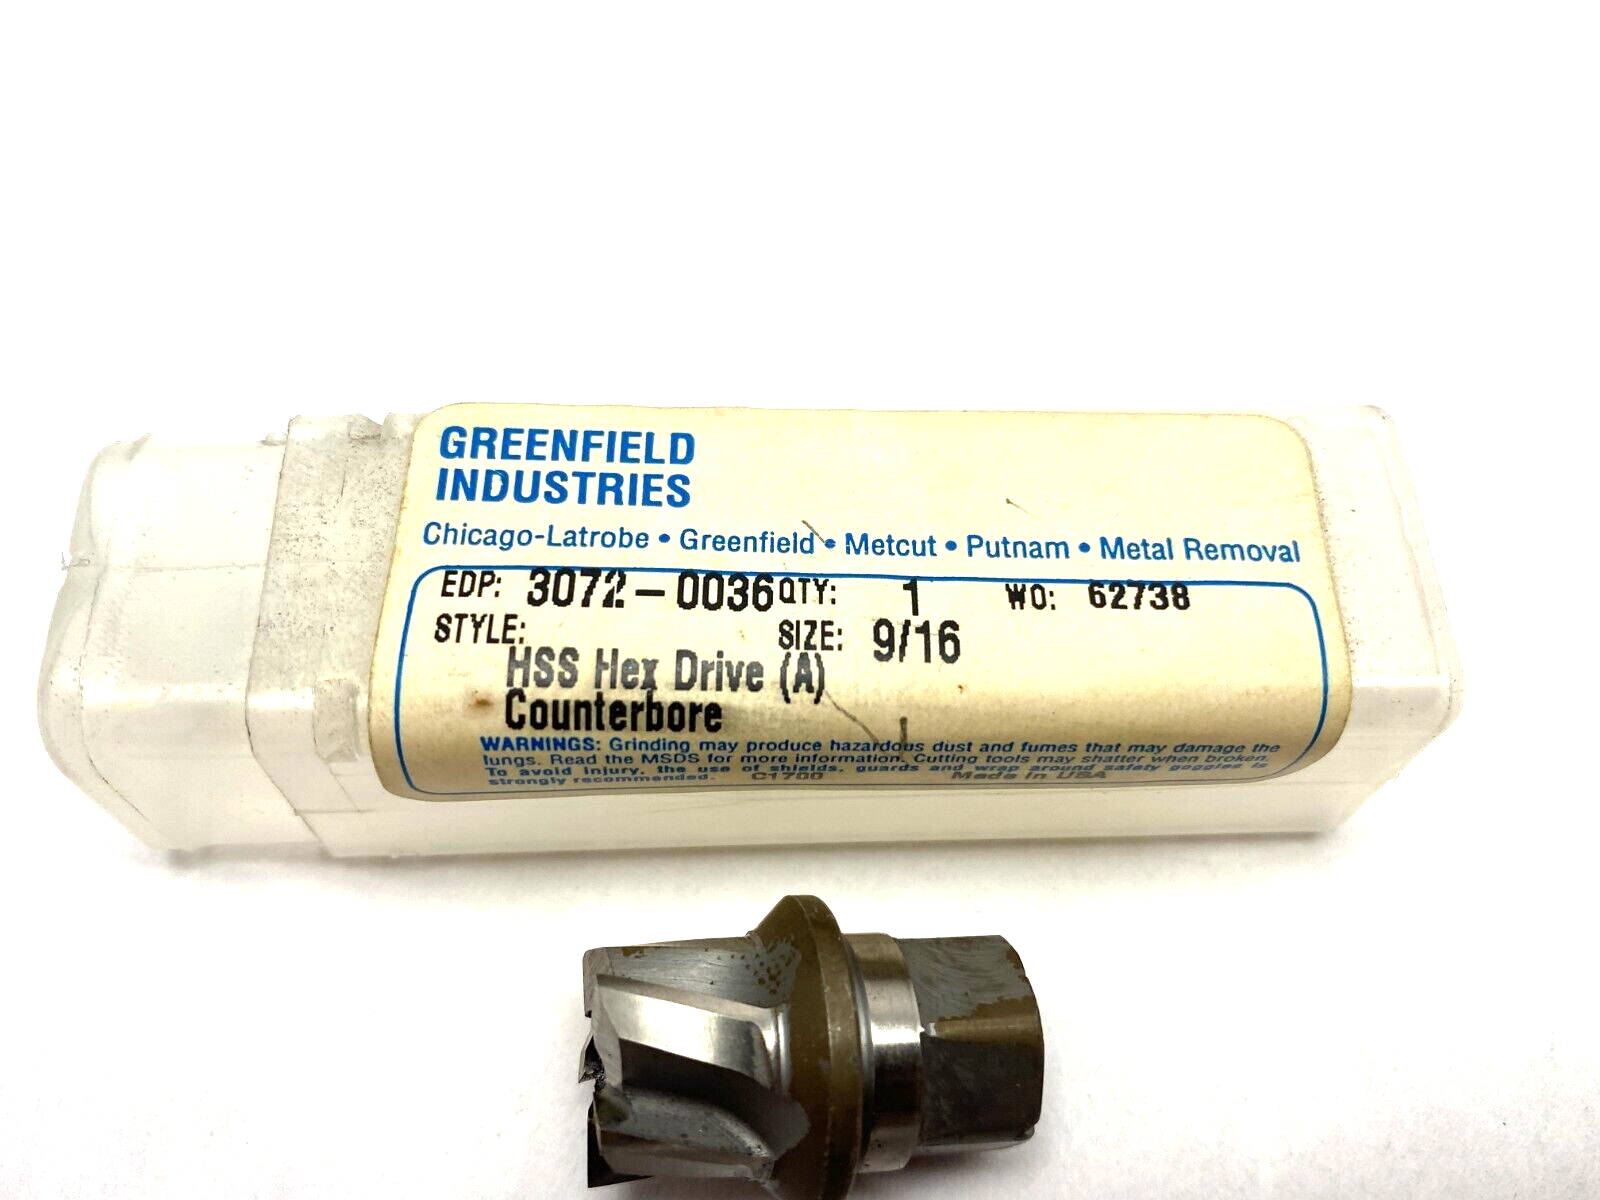 GREENFIELD
INDUSTRIES
Chicago-Latrobe • Greenfield • Metcut • Putnam • Metal Removal
EDP: 3072-0036 QTY: 1 WO: 62738
STYLE: SIZE: 9/16
HSS Hex Drive (A)
Counterbore
WARNINGS: Grinding may produce hazardous dust and fumes that may damage the
lungs. Read the MSDS for more information. Cutting tools may shatter when broken.
To avoid injury, the use of shields, guards and wrap around safety goggles is
strongly recommended. C1700 Made in USA